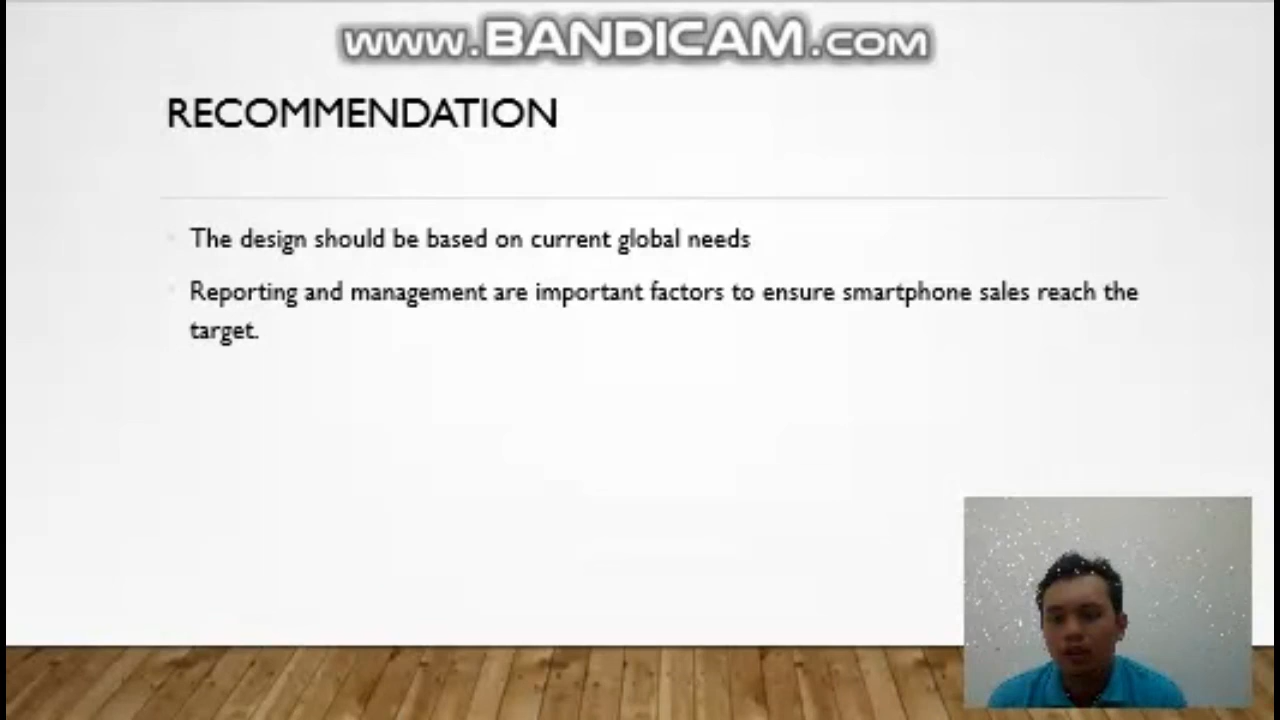 www.BANDICAM.com
RECOMMENDATION
The design should be based on current global needs
Reporting and management are important factors to ensure smartphone sales reach the
target.